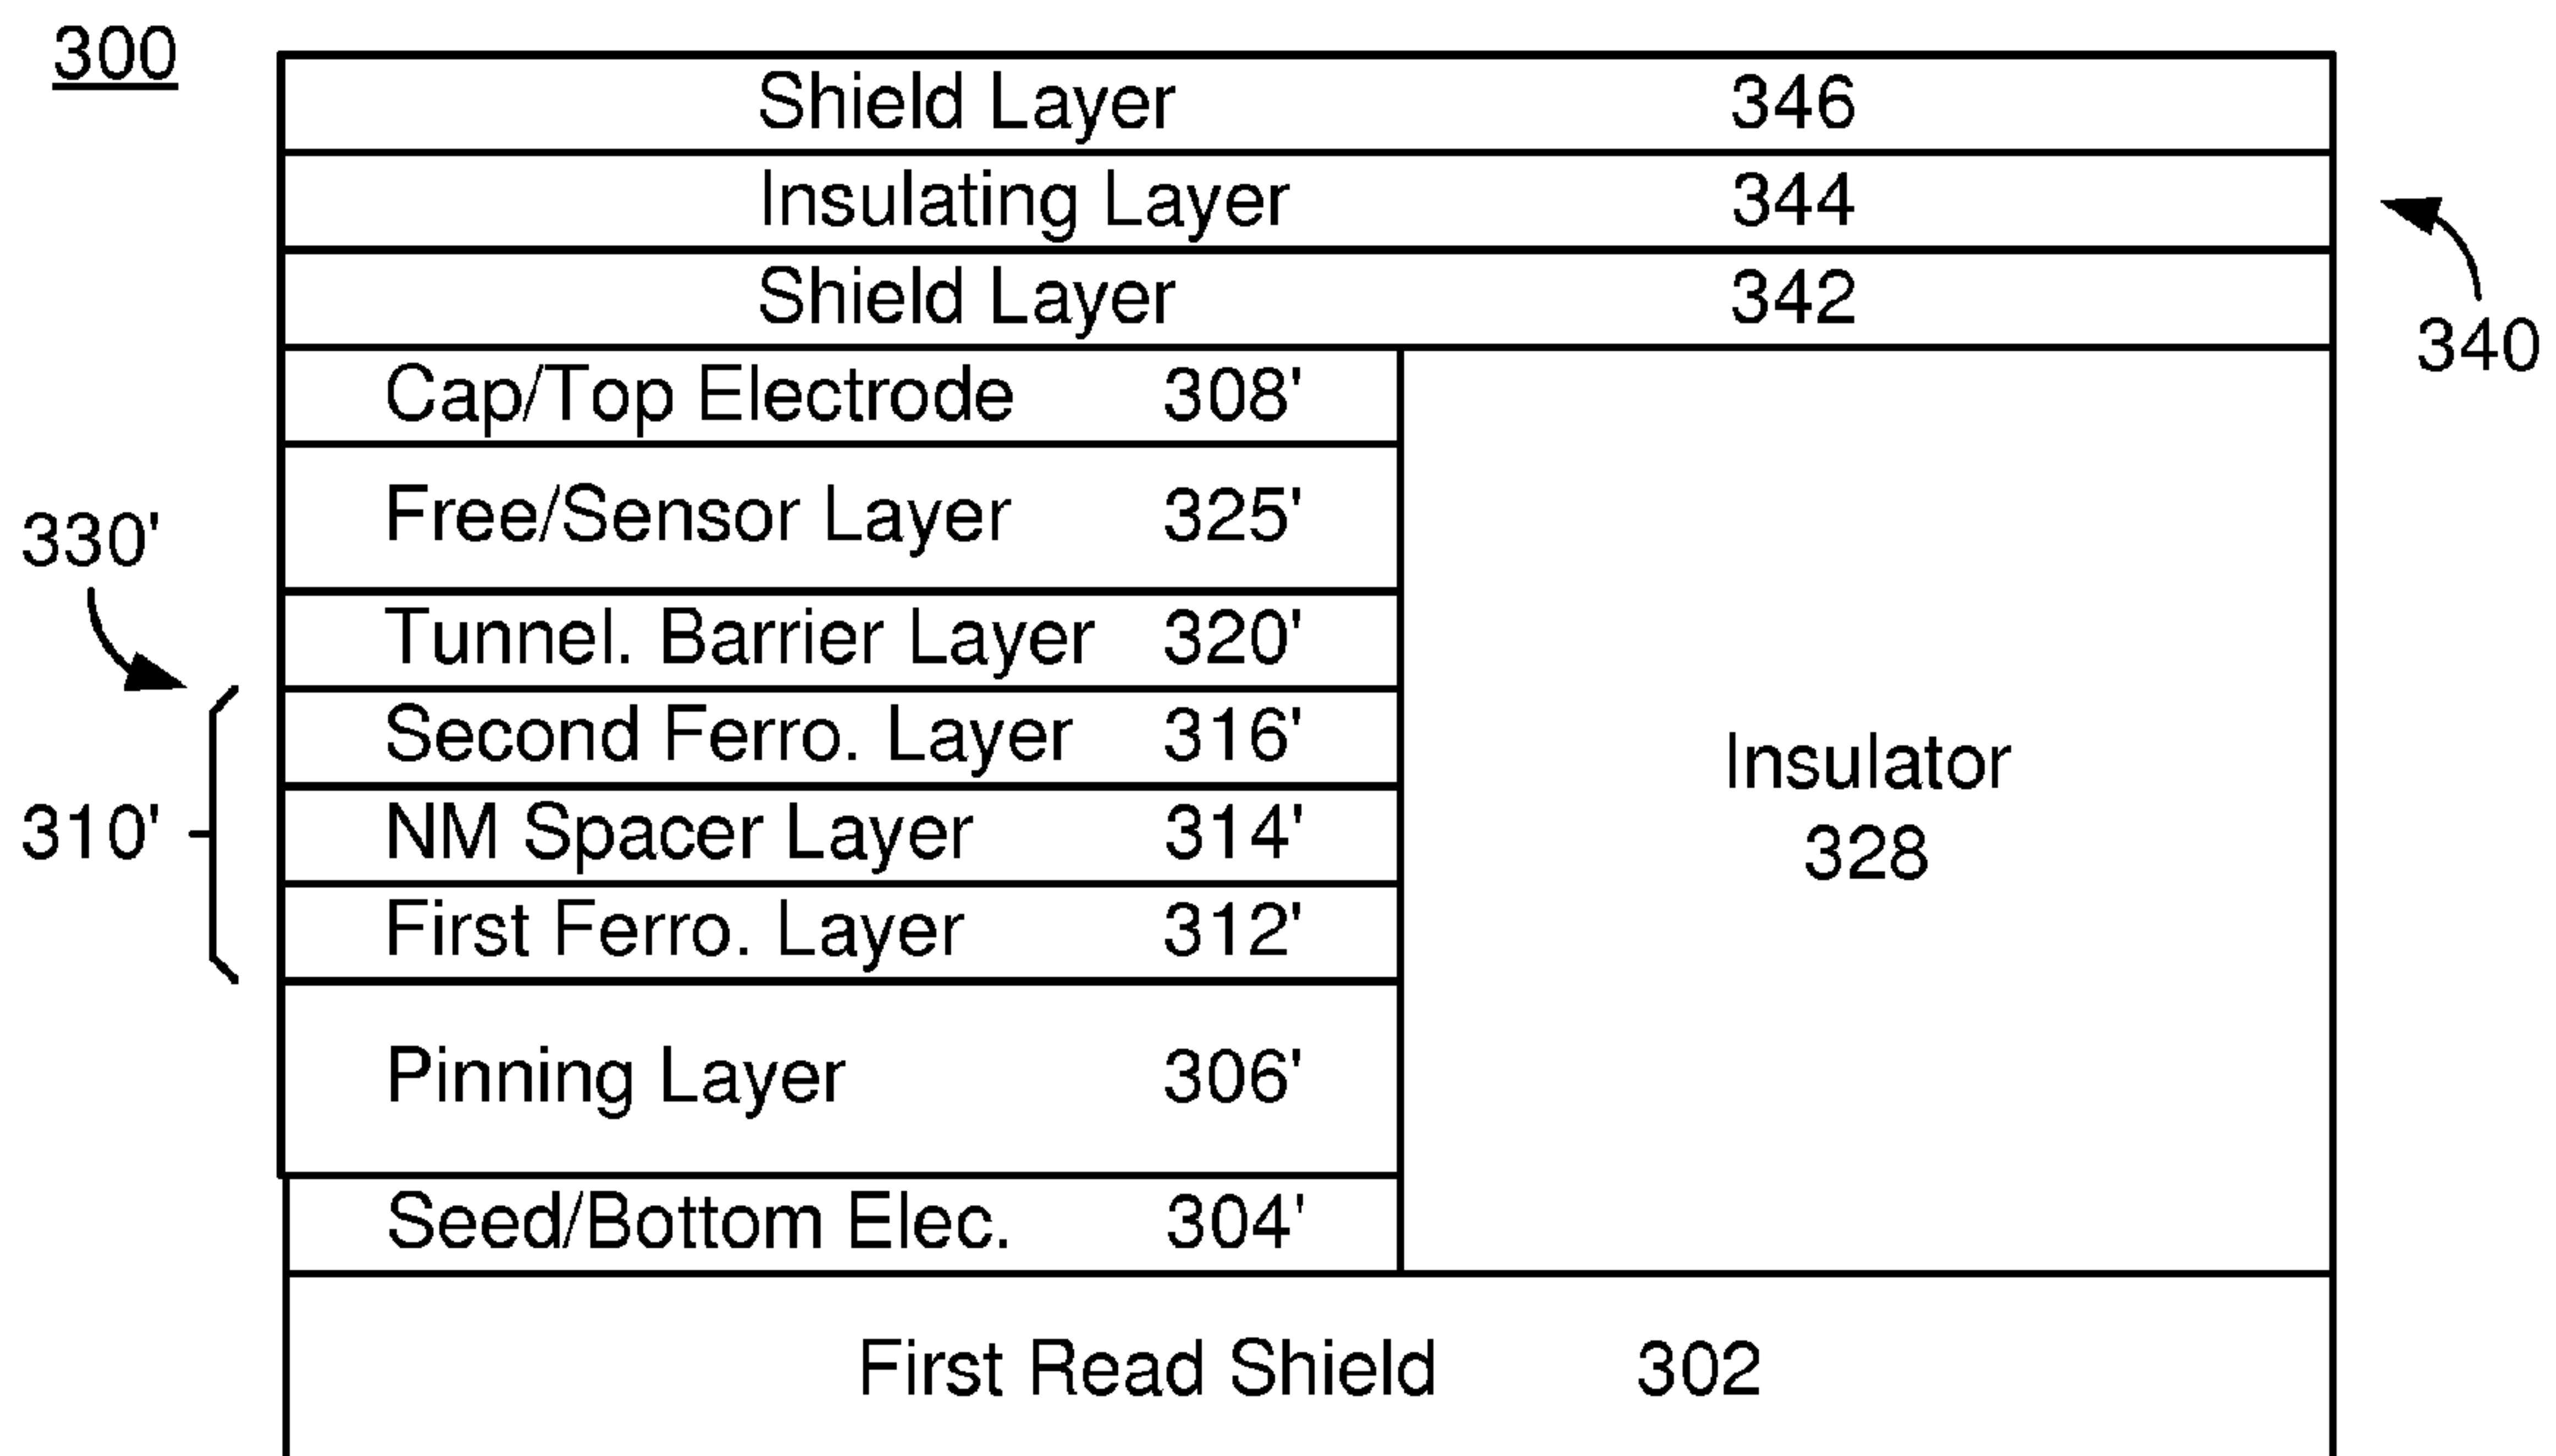 300
Shield Layer 346
Insulating Layer 344
Shield Layer 342
340
Cap/Top Electrode 308'
Free/Sensor Layer 325'
330'
Tunnel. Barrier Layer 320'
Second Ferro. Layer 316'
310'
NM Spacer Layer 314'
First Ferro. Layer 312'
Pinning Layer 306'
Seed/Bottom Elec. 304'
Insulator
328
First Read Shield 302